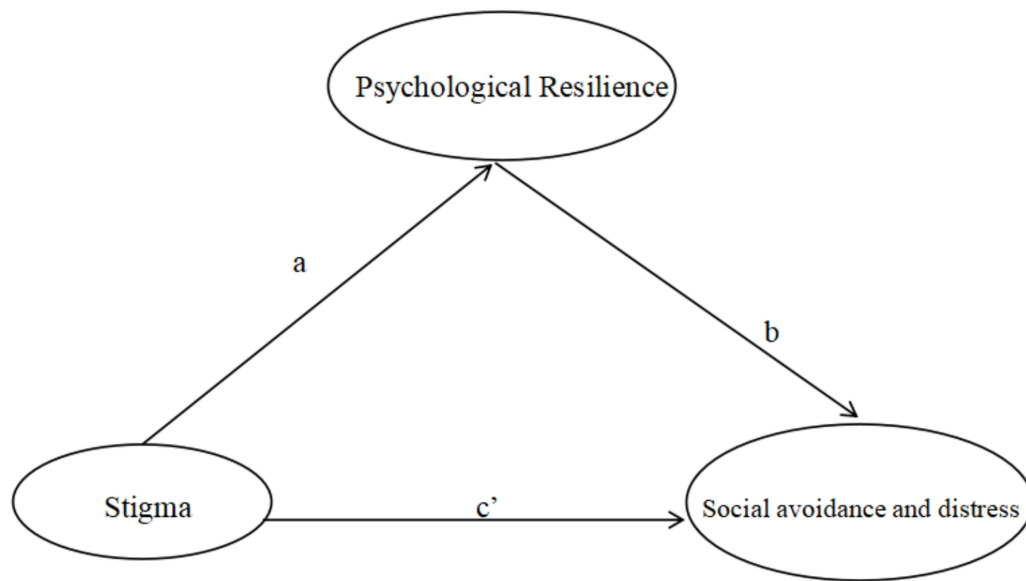 Psychological Resilience
a
b
Stigma
c’
Social avoidance and distress